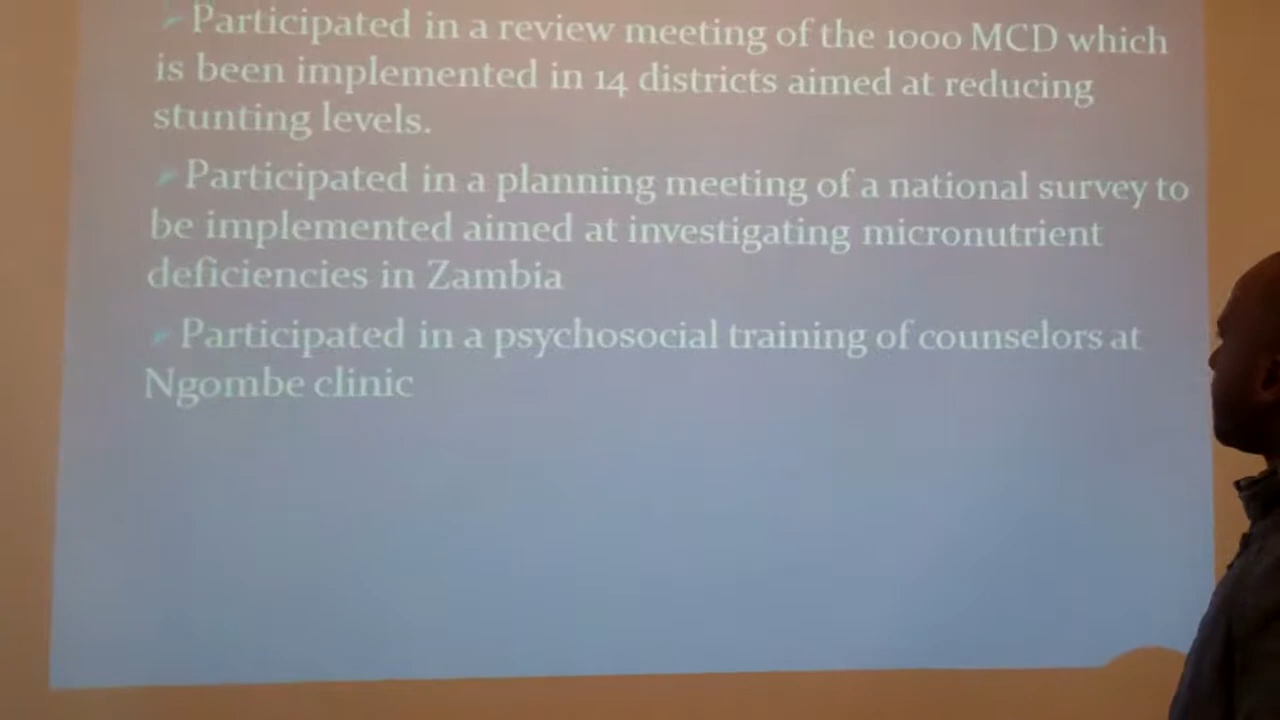 Participated in a review meeting of the 1000 MCD which
is been implemented in 14 districts aimed at reducing
stunting levels.
Participated in a planning meeting of a national survey to
be implemented aimed at investigating micronutrient
deficiencies in Zambia
Participated in a psychosocial training of counselors at
Ngombe clinic